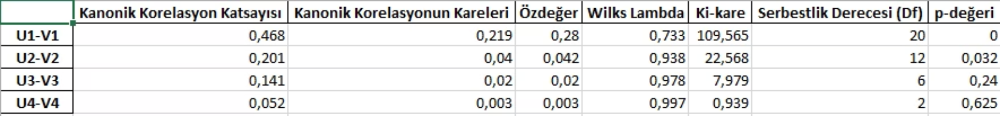 Kanonik Korelasyon Katsayısı Kanonik Korelasyonun Kareleri Özdeğer Wilks Lambda Ki-kare Serbestlik Derecesi (Df) p-değeri
U1-V1 0,468 0,219 0,28 0,733 109,565 20 0
U2-V2 0,201 0,04 0,042 0,938 22,568 12 0,032
U3-V3 0,141 0,02 0,02 0,978 7,979 6 0,24
U4-V4 0,052 0,003 0,003 0,997 0,939 2 0,625